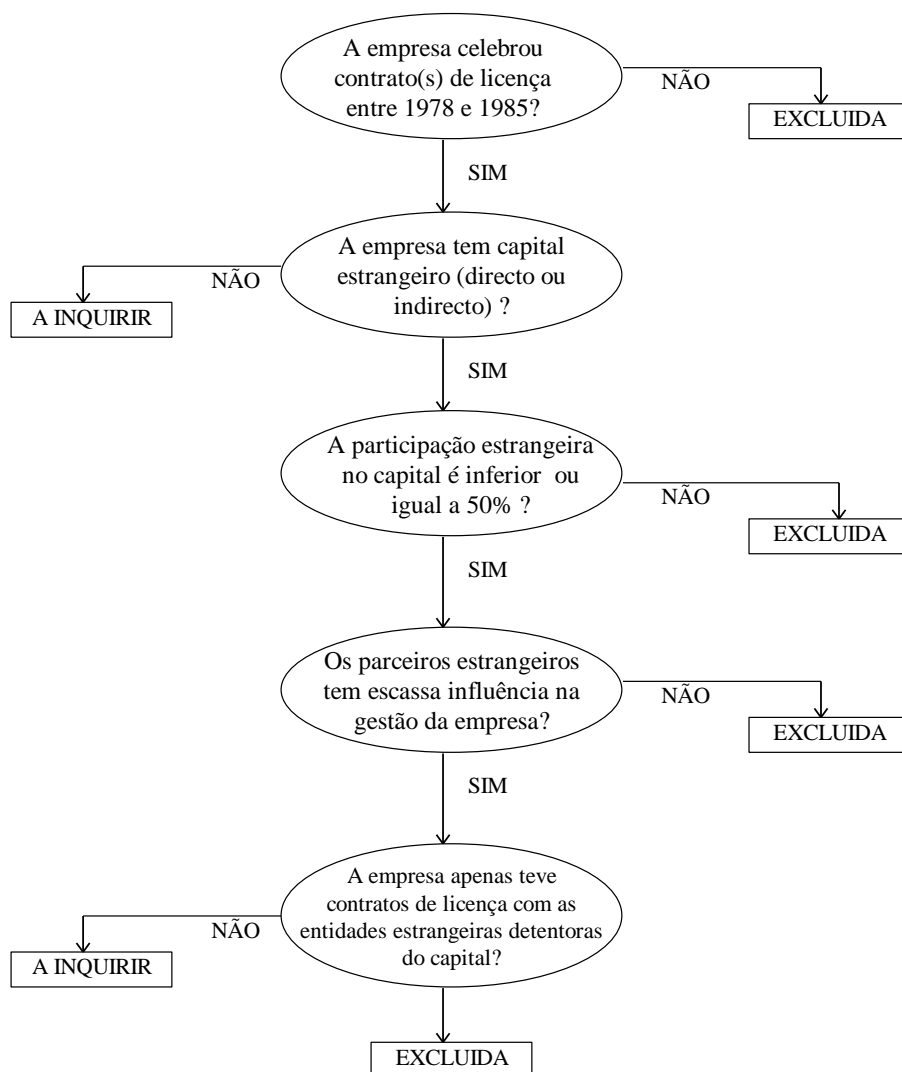 A empresa celebrou
contrato(s) de licença
entre 1978 e 1985?
NÃO
EXCLUIDA
SIM
A empresa tem capital
estrangeiro (directo ou
indirecto) ?
NÃO
A INQUIRIR
SIM
A participação estrangeira
no capital é inferior ou
igual a 50% ?
NÃO
EXCLUIDA
SIM
Os parceiros estrangeiros
tem escassa influência na
gestão da empresa?
NÃO
EXCLUIDA
SIM
A empresa apenas teve
contratos de licença com as
entidades estrangeiras detentoras
do capital?
NÃO
A INQUIRIR
EXCLUIDA